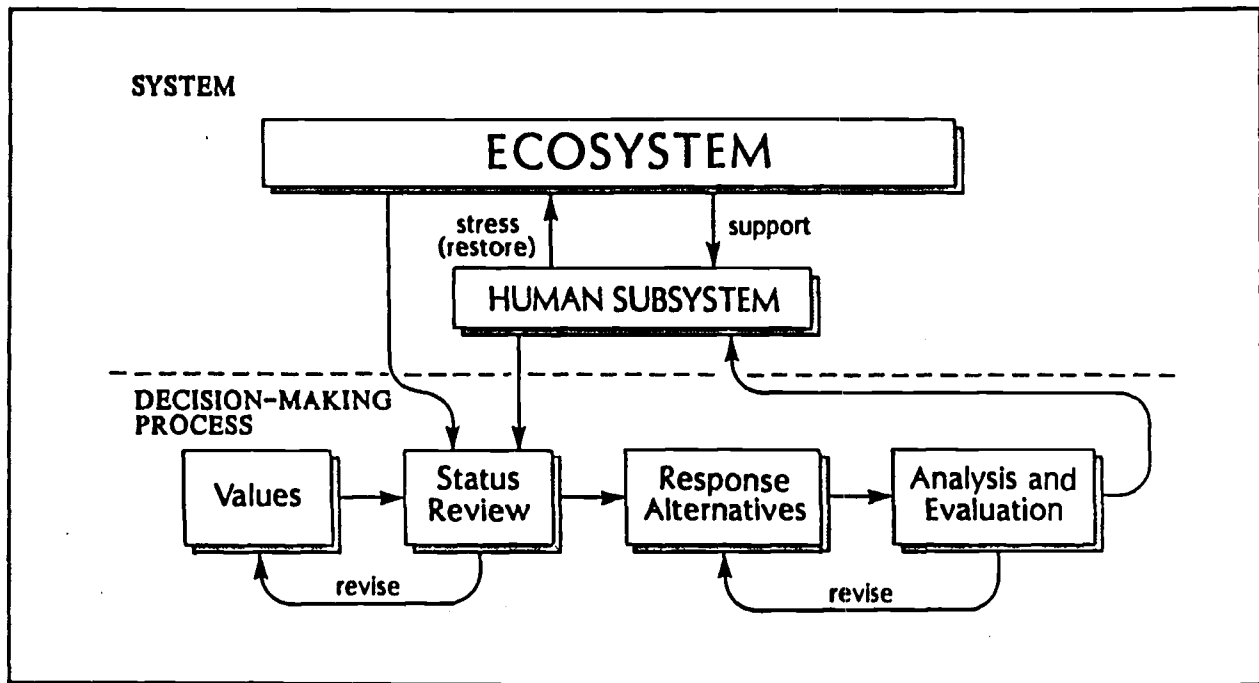 SYSTEM
ECOSYSTEM
stress
(restore)
support
HUMAN SUBSYSTEM
DECISION-MAKING
PROCESS
Values
Status
Review
Response
Alternatives
Analysis and
Evaluation
revise
revise